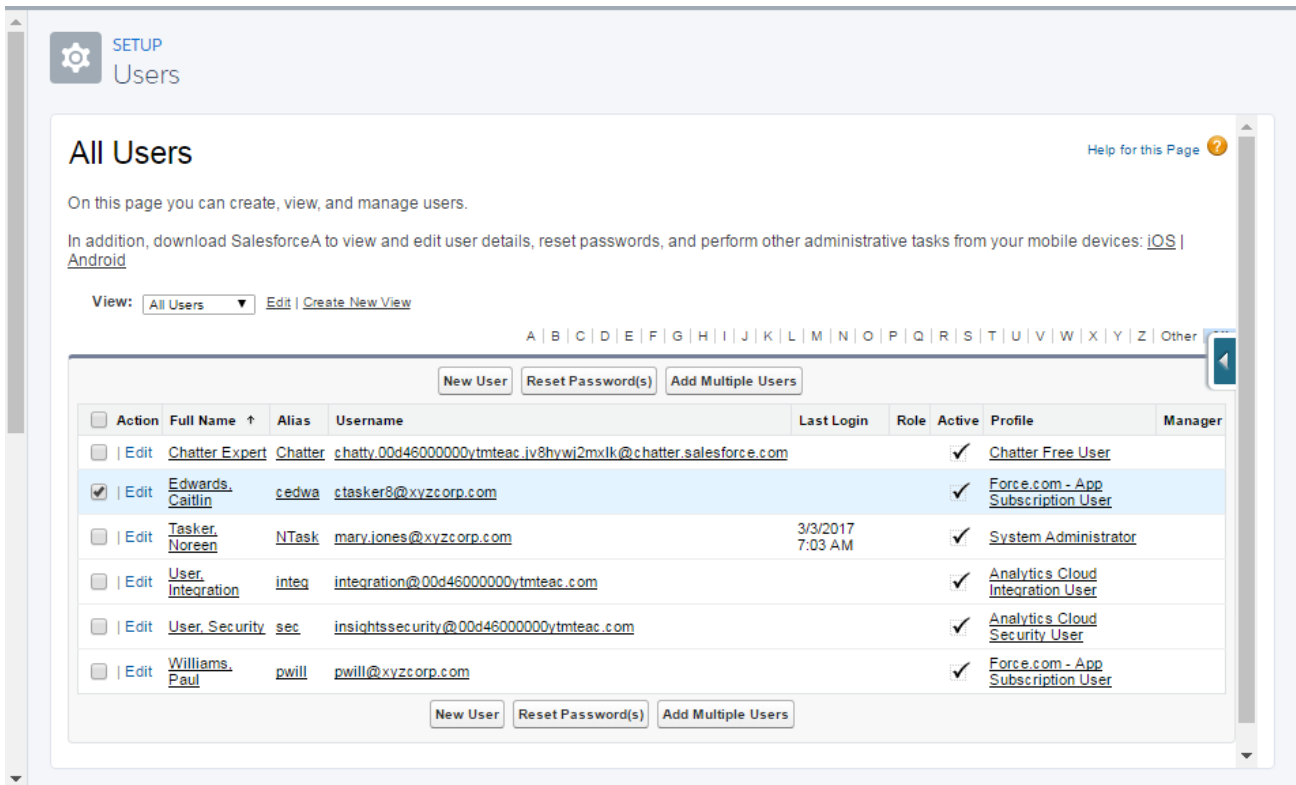 SETUP
Users
All Users
Help for this Page ?
On this page you can create, view, and manage users.
In addition, download SalesforceA to view and edit user details, reset passwords, and perform other administrative tasks from your mobile devices: iOS |
Android
View: All Users Edit | Create New View
A | B | C | D | E | F | G | H | I | J | K | L | M | N | O | P | Q | R | S | T | U | V | W | X | Y | Z | Other
New User Reset Password(s) Add Multiple Users
Action Full Name ↑ Alias Username Last Login Role Active Profile Manager
| Edit Chatter Expert Chatter chatty.00d46000000ytmteac.jv8hywj2mxlk@chatter.salesforce.com Chatter Free User
| Edit Edwards, Caitlin cedwa ctasker8@xyzcorp.com Force.com - App Subscription User
| Edit Tasker, Noreen NTask mary.jones@xyzcorp.com 3/3/2017 7:03 AM System Administrator
| Edit User, Integration integ integration@00d46000000ytmteac.com Analytics Cloud Integration User
| Edit User, Security sec insightssecurity@00d46000000ytmteac.com Analytics Cloud Security User
| Edit Williams, Paul pwill pwill@xyzcorp.com Force.com - App Subscription User
New User Reset Password(s) Add Multiple Users